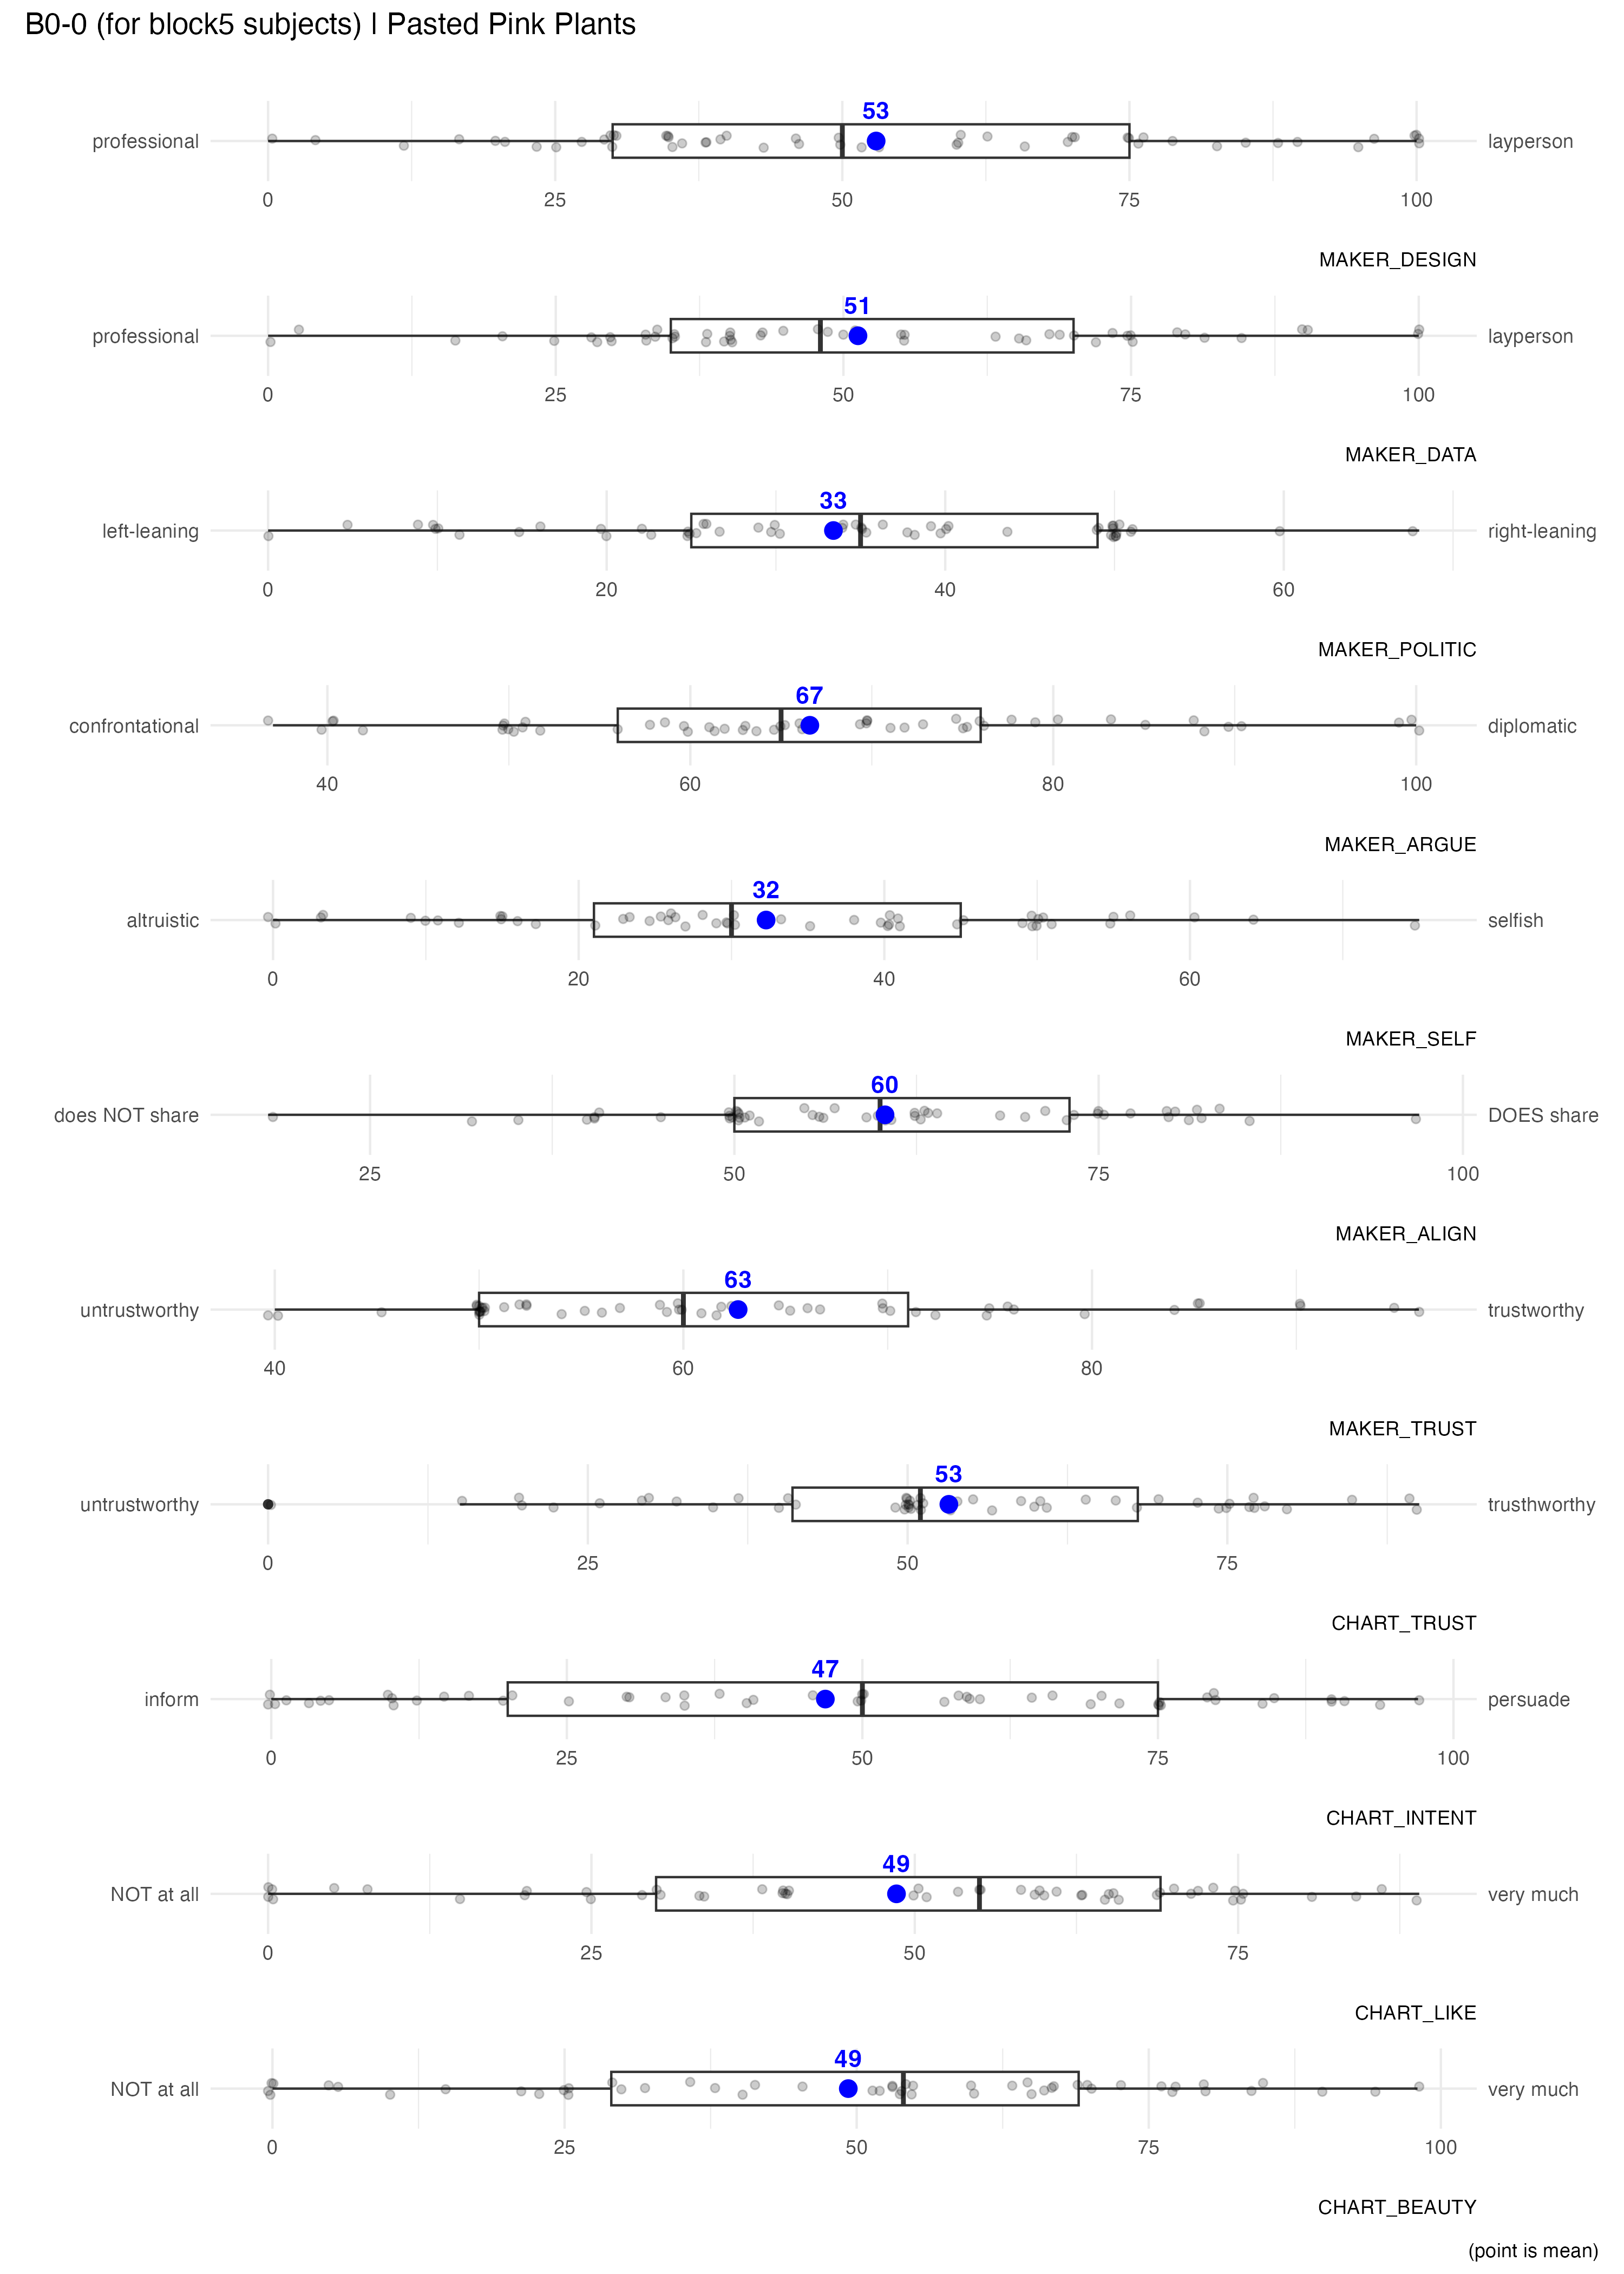 B0-0 (for block5 subjects) | Pasted Pink Plants
53
professional layperson
0 25 50 75 100
MAKER_DESIGN
51
professional layperson
0 25 50 75 100
MAKER_DATA
33
left-leaning right-leaning
0 20 40 60
MAKER_POLITIC
67
confrontational diplomatic
40 60 80 100
MAKER_ARGUE
32
altruistic selfish
0 20 40 60
MAKER_SELF
60
does NOT share DOES share
25 50 75 100
MAKER_ALIGN
63
untrustworthy trustworthy
40 60 80
MAKER_TRUST
53
untrustworthy trusthworthy
0 25 50 75
CHART_TRUST
47
inform persuade
0 25 50 75 100
CHART_INTENT
49
NOT at all very much
0 25 50 75
CHART_LIKE
49
NOT at all very much
0 25 50 75 100
CHART_BEAUTY
(point is mean)